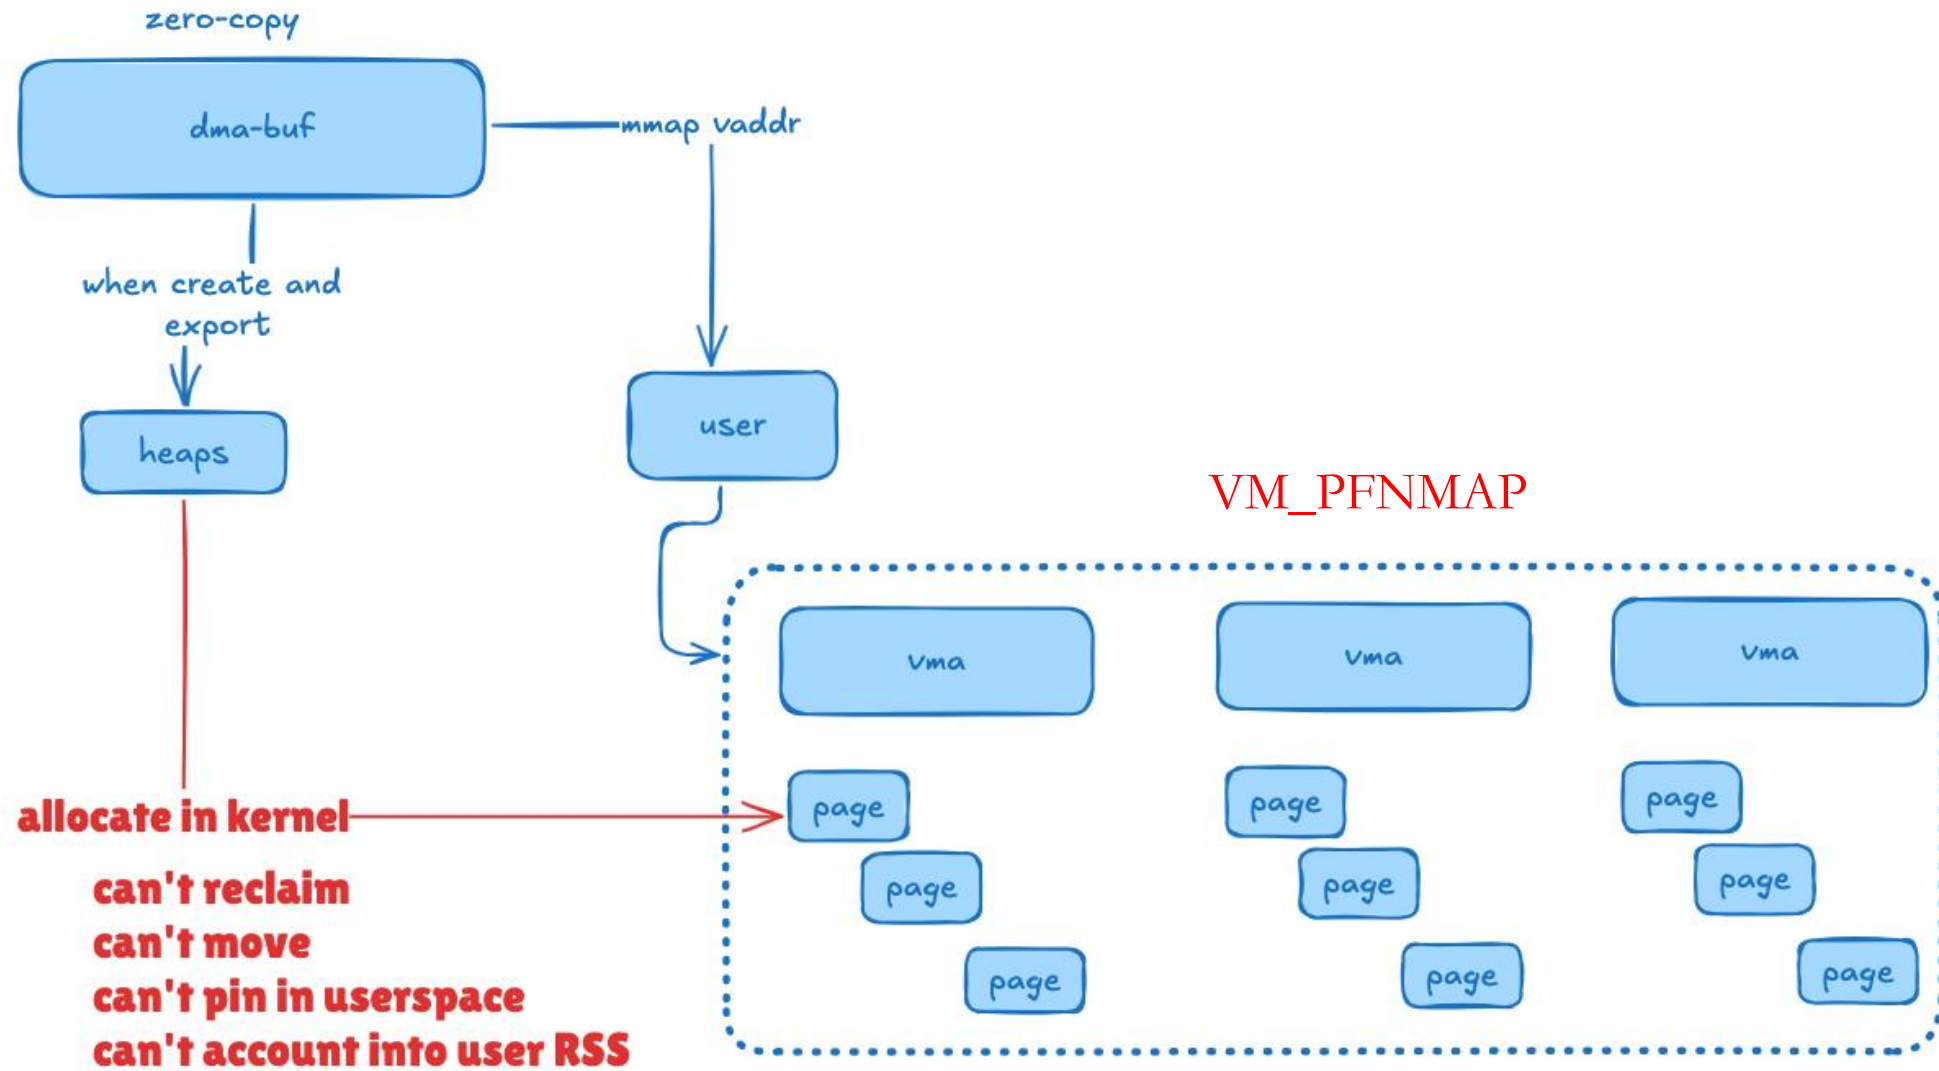 zero-copy
dma-buf
mmap vaddr
when create and
export
heaps
user
VM_PFNMAP
vma
vma
vma
allocate in kernel
page
page
page
page
page
page
page
page
page
can't reclaim
can't move
can't pin in userspace
can't account into user RSS